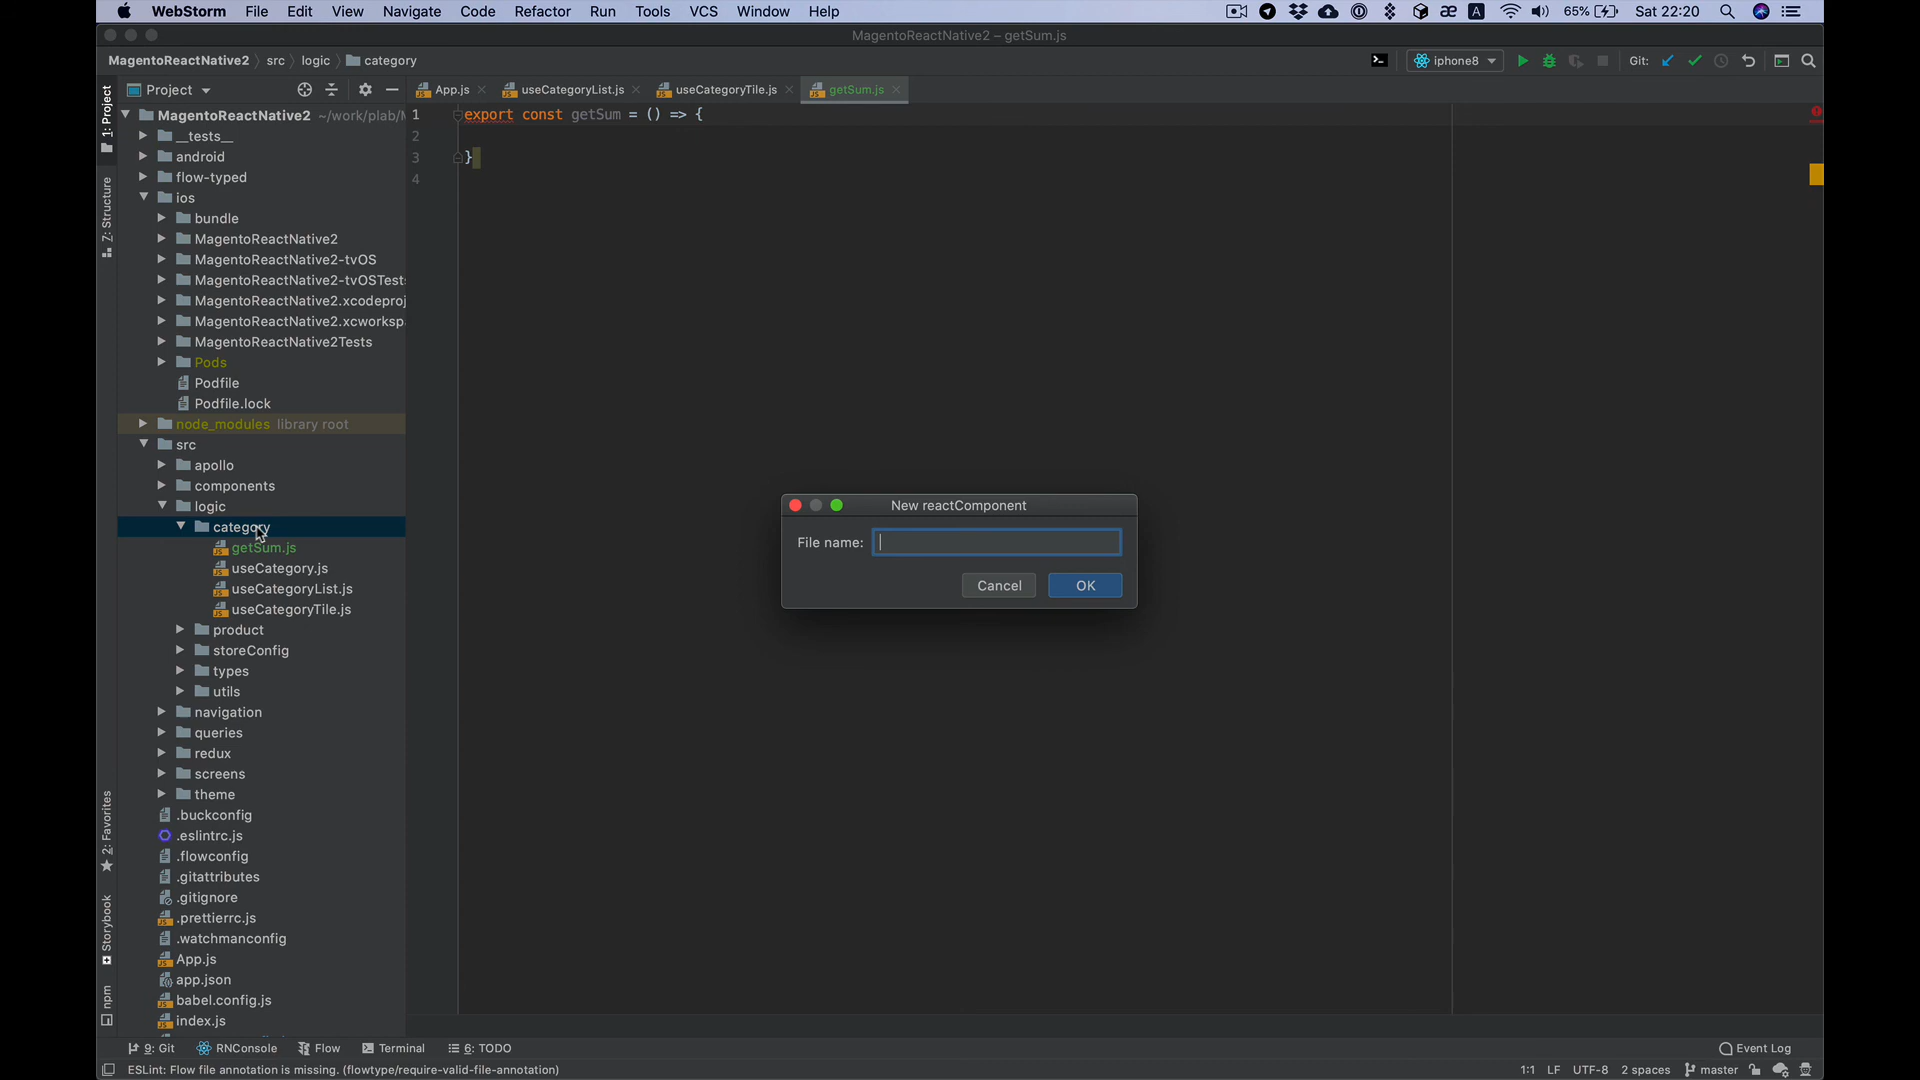 WebStorm File Edit View Navigate Code Refactor Run Tools VCS Window Help 65% Sat 22:20
MagentoReactNative2 – getSum.js
MagentoReactNative2 src logic category iphone8 Git:
1: Project
Project App.js useCategoryList.js useCategoryTile.js getSum.js
MagentoReactNative2 ~/work/plab/M
__tests__
android
flow-typed
ios
bundle
MagentoReactNative2
MagentoReactNative2-tvOS
MagentoReactNative2-tvOSTests
MagentoReactNative2.xcodeproj
MagentoReactNative2.xcworksp
MagentoReactNative2Tests
Pods
Podfile
Podfile.lock
node_modules library root
src
apollo
components
logic
category
getSum.js
useCategory.js
useCategoryList.js
useCategoryTile.js
product
storeConfig
types
utils
navigation
queries
redux
screens
theme
.buckconfig
.eslintrc.js
.flowconfig
.gitattributes
.gitignore
.prettierrc.js
.watchmanconfig
App.js
app.json
babel.config.js
index.js
Z: Structure
2: Favorites
Storybook
npm
1 export const getSum = () => {
2
3 }
4
New reactComponent
File name:
Cancel OK
9: Git RNConsole Flow Terminal 6: TODO Event Log
ESLint: Flow file annotation is missing. (flowtype/require-valid-file-annotation) 1:1 LF UTF-8 2 spaces master